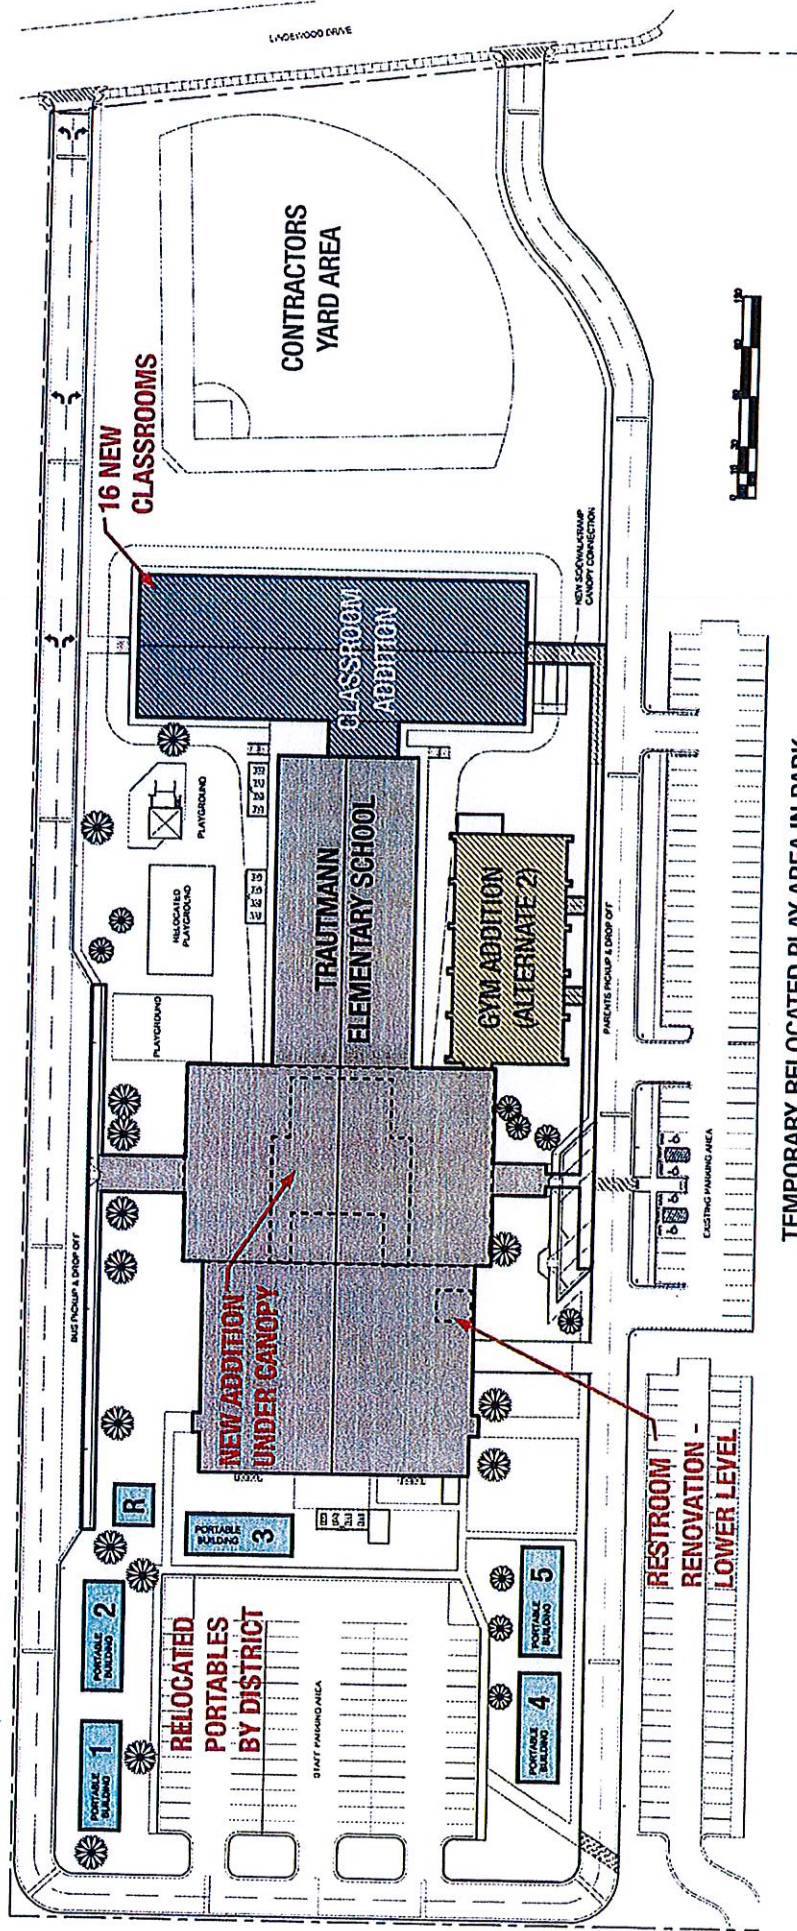 BUS PICKUP & DROP OFF
PORTABLE
BUILDING 1
PORTABLE
BUILDING 2
R
PORTABLE
BUILDING 3
RELOCATED
PORTABLES
BY DISTRICT
STAFF PARKING AREA
PORTABLE
BUILDING 4
PORTABLE
BUILDING 5
NEW ADDITION
UNDER CANOPY
RESTROOM
RENOVATION -
LOWER LEVEL
PLAYGROUND
RELOCATED
PLAYGROUND
PLAYGROUND
TRAUTMANN
ELEMENTARY SCHOOL
GYM ADDITION
(ALTERNATE 2)
PARENTS PICKUP & DROP OFF
EXISTING PARKING AREA
TEMPORARY RELOCATED PLAY AREA IN PARK
16 NEW
CLASSROOMS
CLASSROOM
ADDITION
NEW SIDEWALK/RAMP
CANOPY CONNECTION
CONTRACTORS
YARD AREA
DRIVE